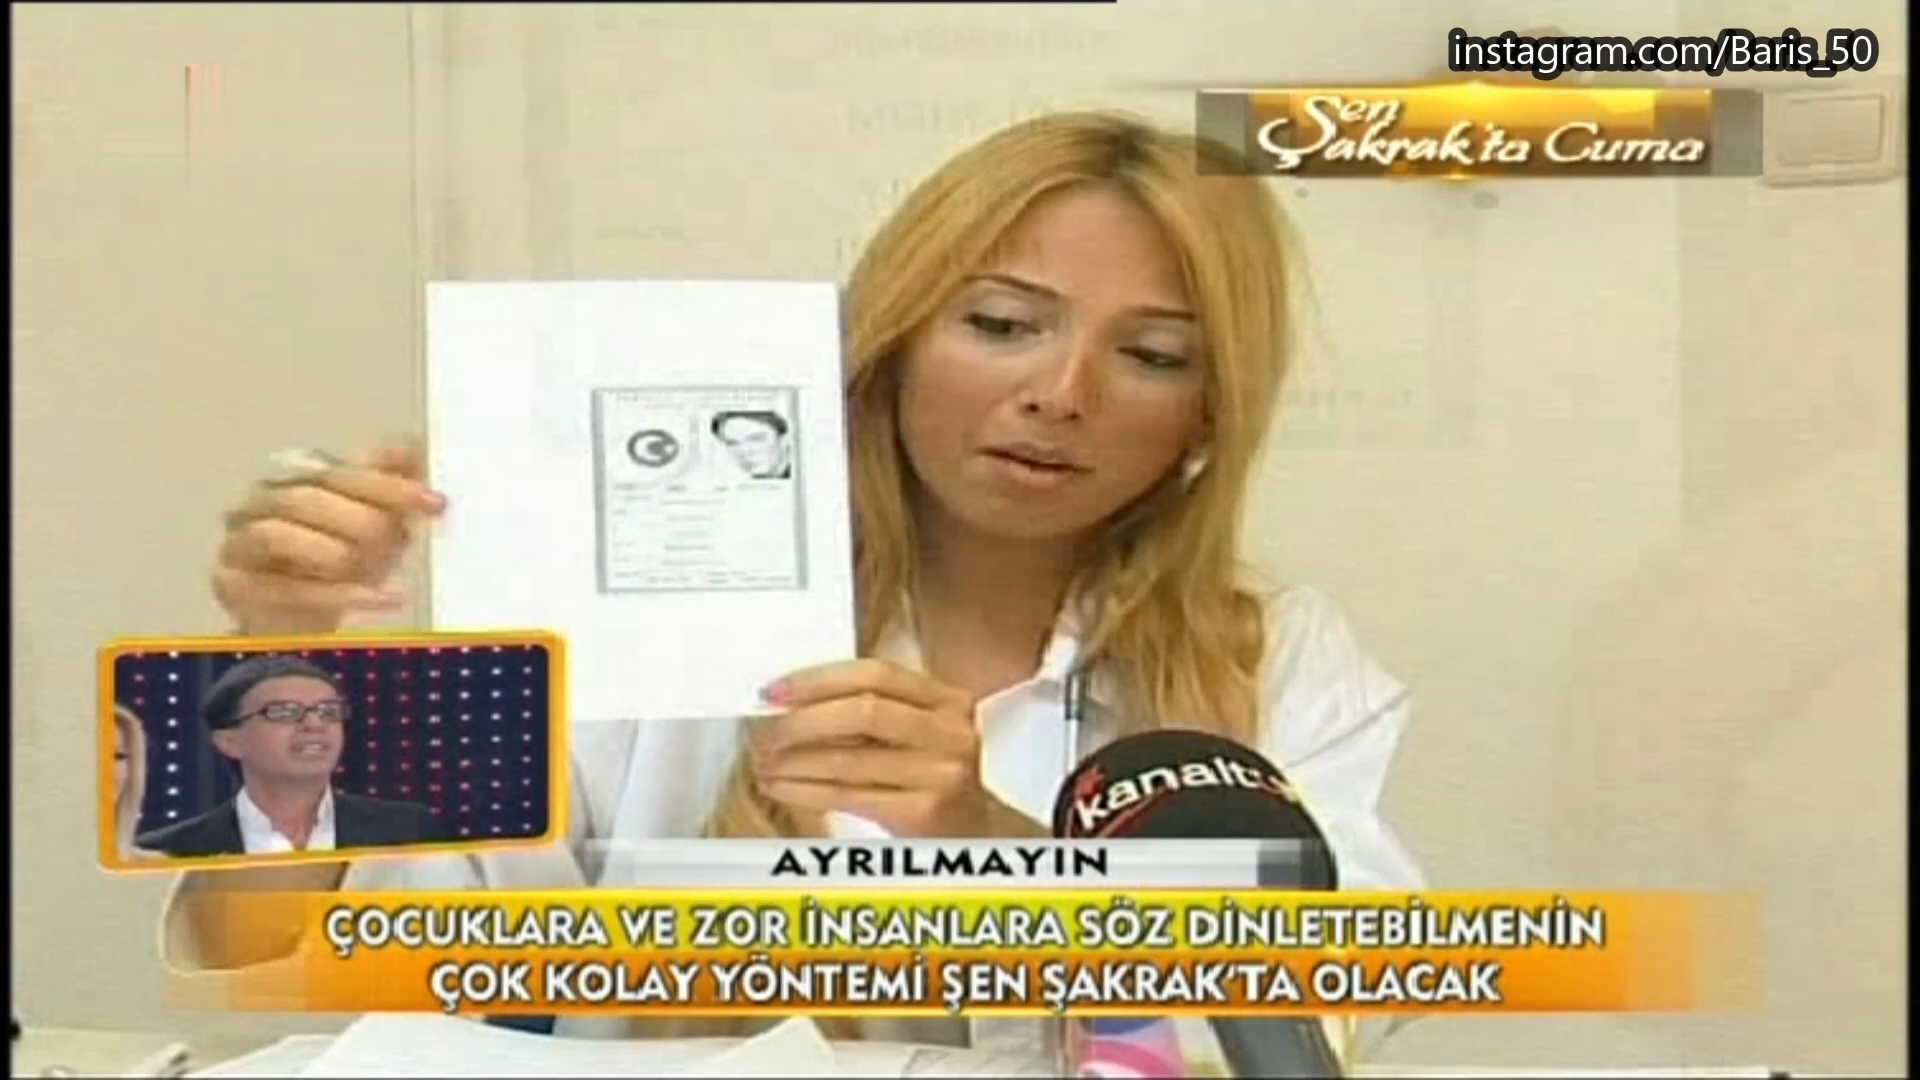 instagram.com/Baris_50
Şen
Şakrak'ta Cuma
kanaltürk
AYRILMAYIN
ÇOCUKLARA VE ZOR İNSANLARA SÖZ DİNLETEBİLMENİN
ÇOK KOLAY YÖNTEMİ ŞEN ŞAKRAK'TA OLACAK